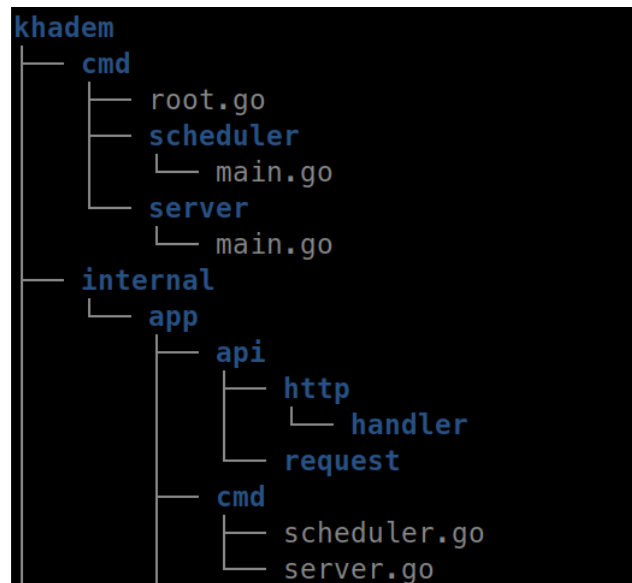 khadem
cmd
root.go
scheduler
main.go
server
main.go
internal
app
api
http
handler
request
cmd
scheduler.go
server.go